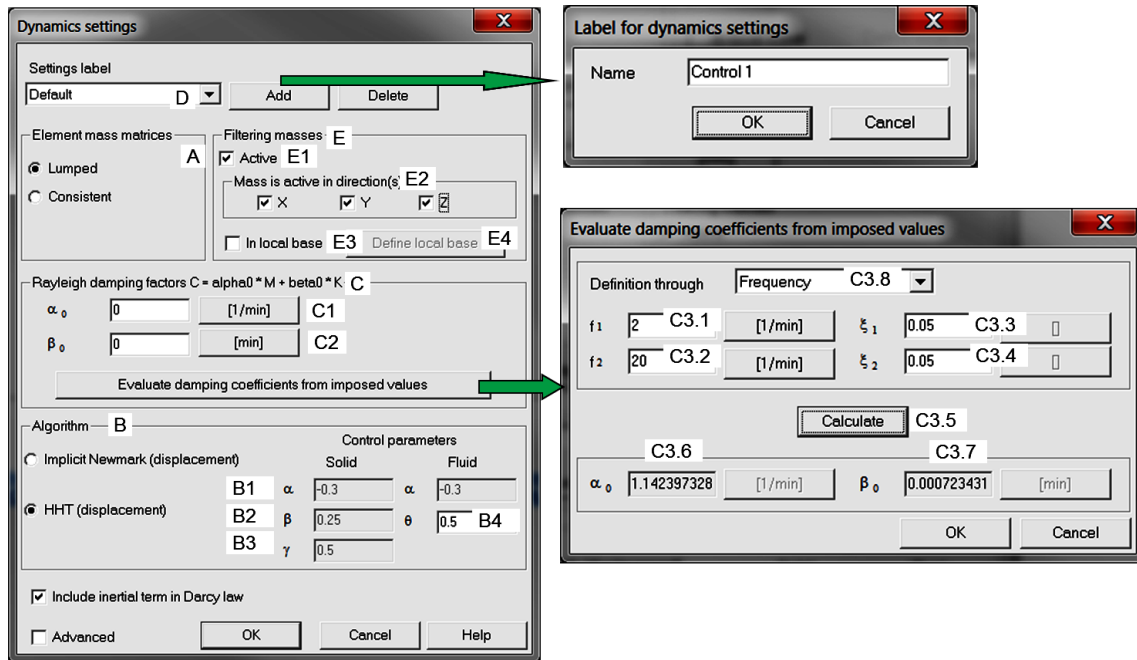 Dynamics settings
Settings label
Default D Add Delete
Element mass matrices
A
Lumped
Consistent
Filtering masses E
Active E1
Mass is active in direction(s) E2
X Y Z
In local base E3 Define local base E4
Rayleigh damping factors C = alpha0 * M + beta0 * K C
α 0 0 [1/min] C1
β 0 0 [min] C2
Evaluate damping coefficients from imposed values
Algorithm B
Control parameters
Implicit Newmark (displacement) Solid Fluid
B1 α -0.3 α -0.3
HHT (displacement) B2 β 0.25 θ 0.5 B4
B3 γ 0.5
Include inertial term in Darcy law
Advanced OK Cancel Help
Label for dynamics settings
Name Control 1
OK Cancel
Evaluate damping coefficients from imposed values
Definition through Frequency C3.8
f 1 2 C3.1 [1/min] ξ 1 0.05 C3.3 []
f 2 20 C3.2 [1/min] ξ 2 0.05 C3.4 []
Calculate C3.5
C3.6 C3.7
α 0 1.142397328 [1/min] β 0 0.000723431 [min]
OK Cancel